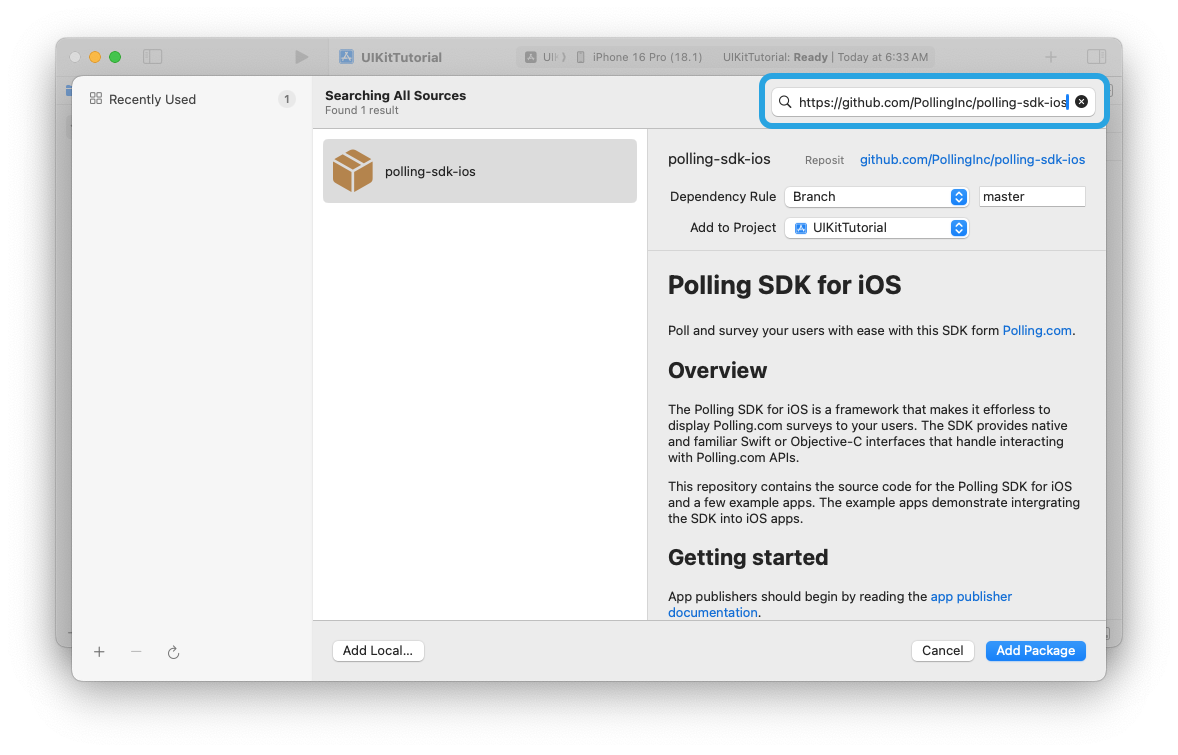 UIKitTutorial
UIK
iPhone 16 Pro (18.1)
UIKitTutorial: Ready | Today at 6:33 AM
Recently Used
1
Searching All Sources
Found 1 result
https://github.com/PollingInc/polling-sdk-ios
polling-sdk-ios
polling-sdk-ios
Reposit
github.com/PollingInc/polling-sdk-ios
Dependency Rule
Branch
master
Add to Project
UIKitTutorial
Polling SDK for iOS
Poll and survey your users with ease with this SDK form Polling.com.
Overview
The Polling SDK for iOS is a framework that makes it efforless to
display Polling.com surveys to your users. The SDK provides native
and familiar Swift or Objective-C interfaces that handle interacting
with Polling.com APIs.
This repository contains the source code for the Polling SDK for iOS
and a few example apps. The example apps demonstrate intergrating
the SDK into iOS apps.
Getting started
App publishers should begin by reading the app publisher
documentation.
Add Local...
Cancel
Add Package